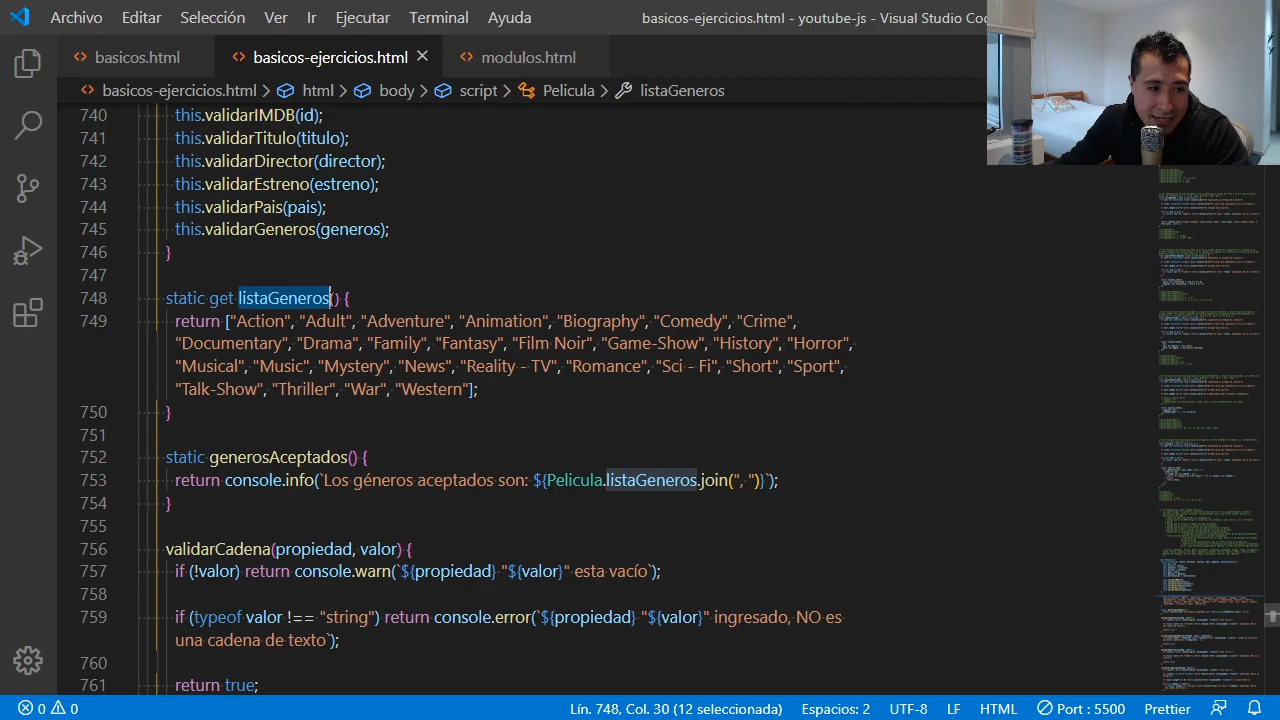 Archivo Editar Selección Ver Ir Ejecutar Terminal Ayuda basicos-ejercicios.html - youtube-js - Visual Studio Cod
basicos.html basicos-ejercicios.html modulos.html
basicos-ejercicios.html > html > body > script > Pelicula > listaGeneros
740 this.validarIMDB(id);
741 this.validarTitulo(titulo);
742 this.validarDirector(director);
743 this.validarEstreno(estreno);
744 this.validarPais(pais);
745 this.validarGeneros(generos);
746 }
747
748 static get listaGeneros() {
749 return ["Action", "Adult", "Adventure", "Animation", "Biography", "Comedy", "Crime",
"Documentary", "Drama", "Family", "Fantasy", "Film Noir", "Game-Show", "History", "Horror",
"Musical", "Music", "Mystery", "News", "Reality - TV", "Romance", "Sci - Fi", "Short", "Sport",
"Talk-Show", "Thriller", "War", "Western"];
750 }
751
752 static generosAceptados() {
753 return console.info(`Los géneros aceptados son: ${Pelicula.listaGeneros.join(", ")}`);
754 }
755
756 validarCadena(propiedad, valor) {
757 if (!valor) return console.warn(`${propiedad} "${valor}" esta vacío`);
758
759 if (typeof valor !== "string") return console.error(`${propiedad} "${valor}" ingresado, NO es
una cadena de texto`);
760
761 return true;
0 0 Lín. 748, Col. 30 (12 seleccionada) Espacios: 2 UTF-8 LF HTML Port : 5500 Prettier